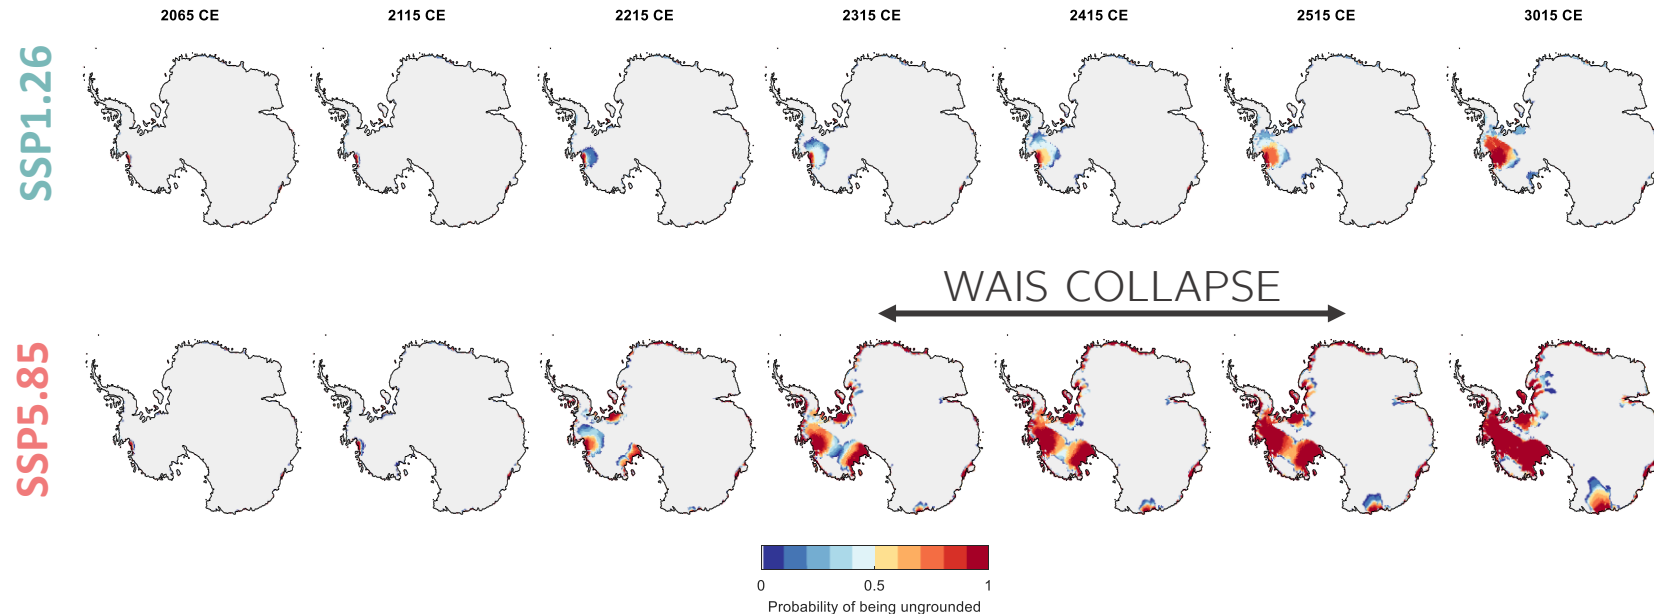 2065 CE 2115 CE 2215 CE 2315 CE 2415 CE 2515 CE 3015 CE
SSP1.26
WAIS COLLAPSE
SSP5.85
0 0.5 1
Probability of being ungrounded